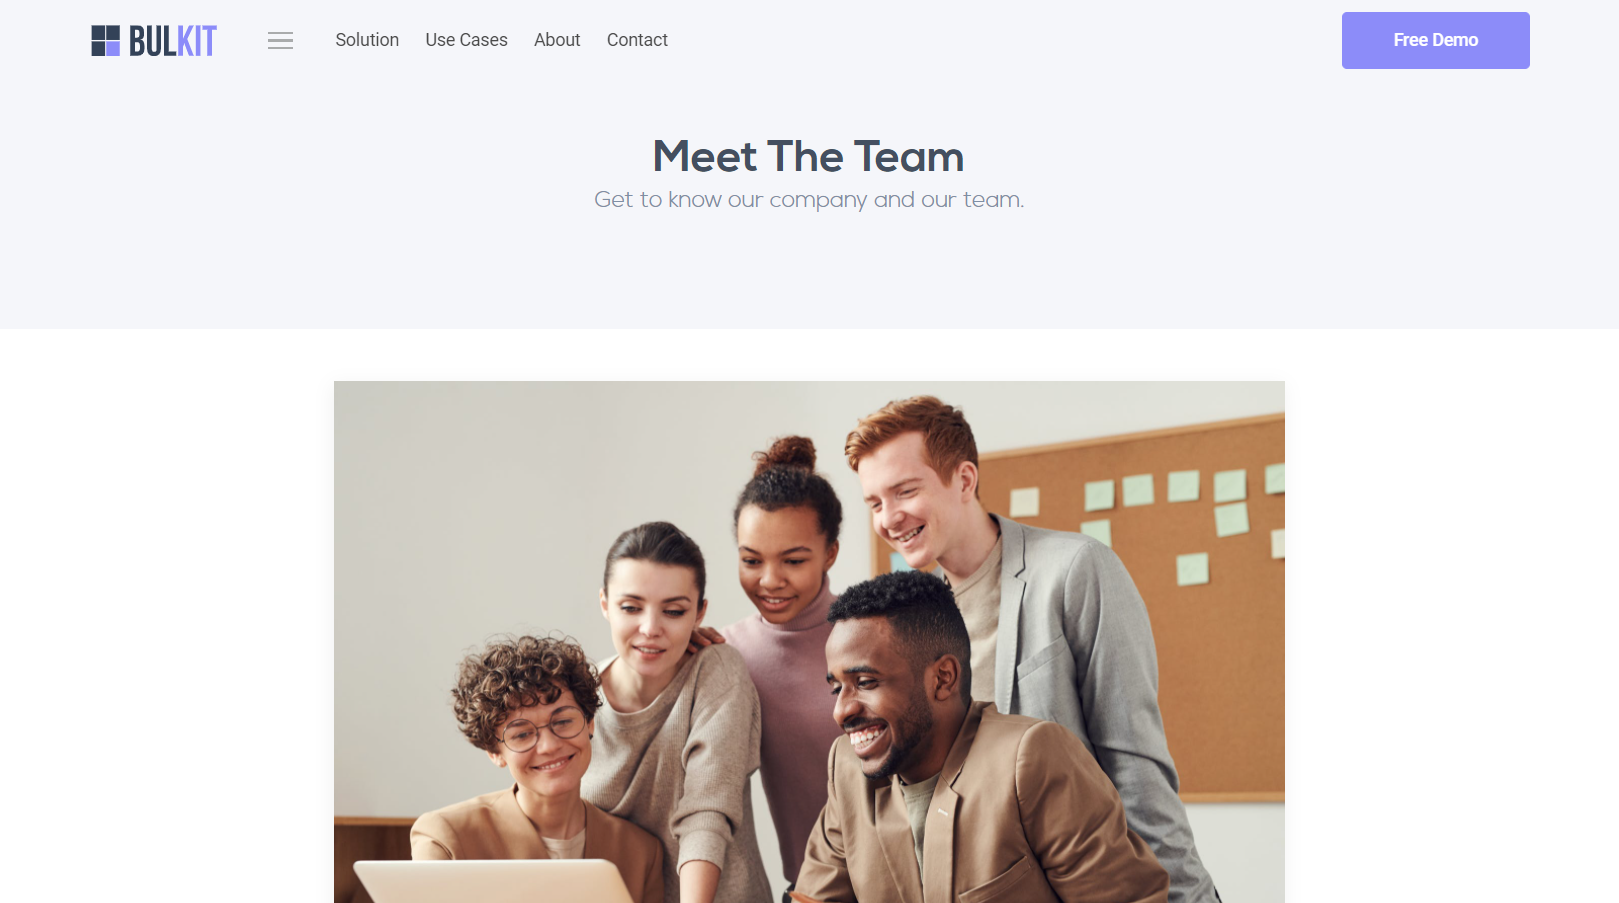 BULKIT
Solution
Use Cases
About
Contact
Free Demo
Meet The Team
Get to know our company and our team.